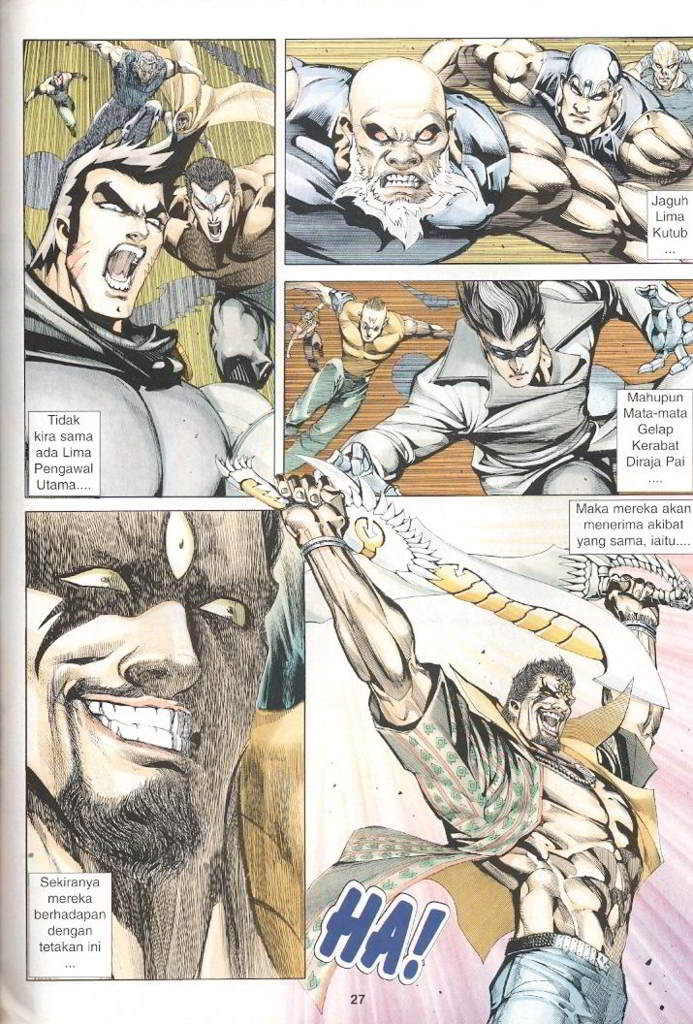 Tidak
kira sama
ada Lima
Pengawal
Utama....
Jaguh
Lima
Kutub
...
Mahupun
Mata-mata
Gelap
Kerabat
Diraja Pai
....
Sekiranya
mereka
berhadapan
dengan
tetakan ini
...
Maka mereka akan
menerima akibat
yang sama, iaitu....
HA!
27